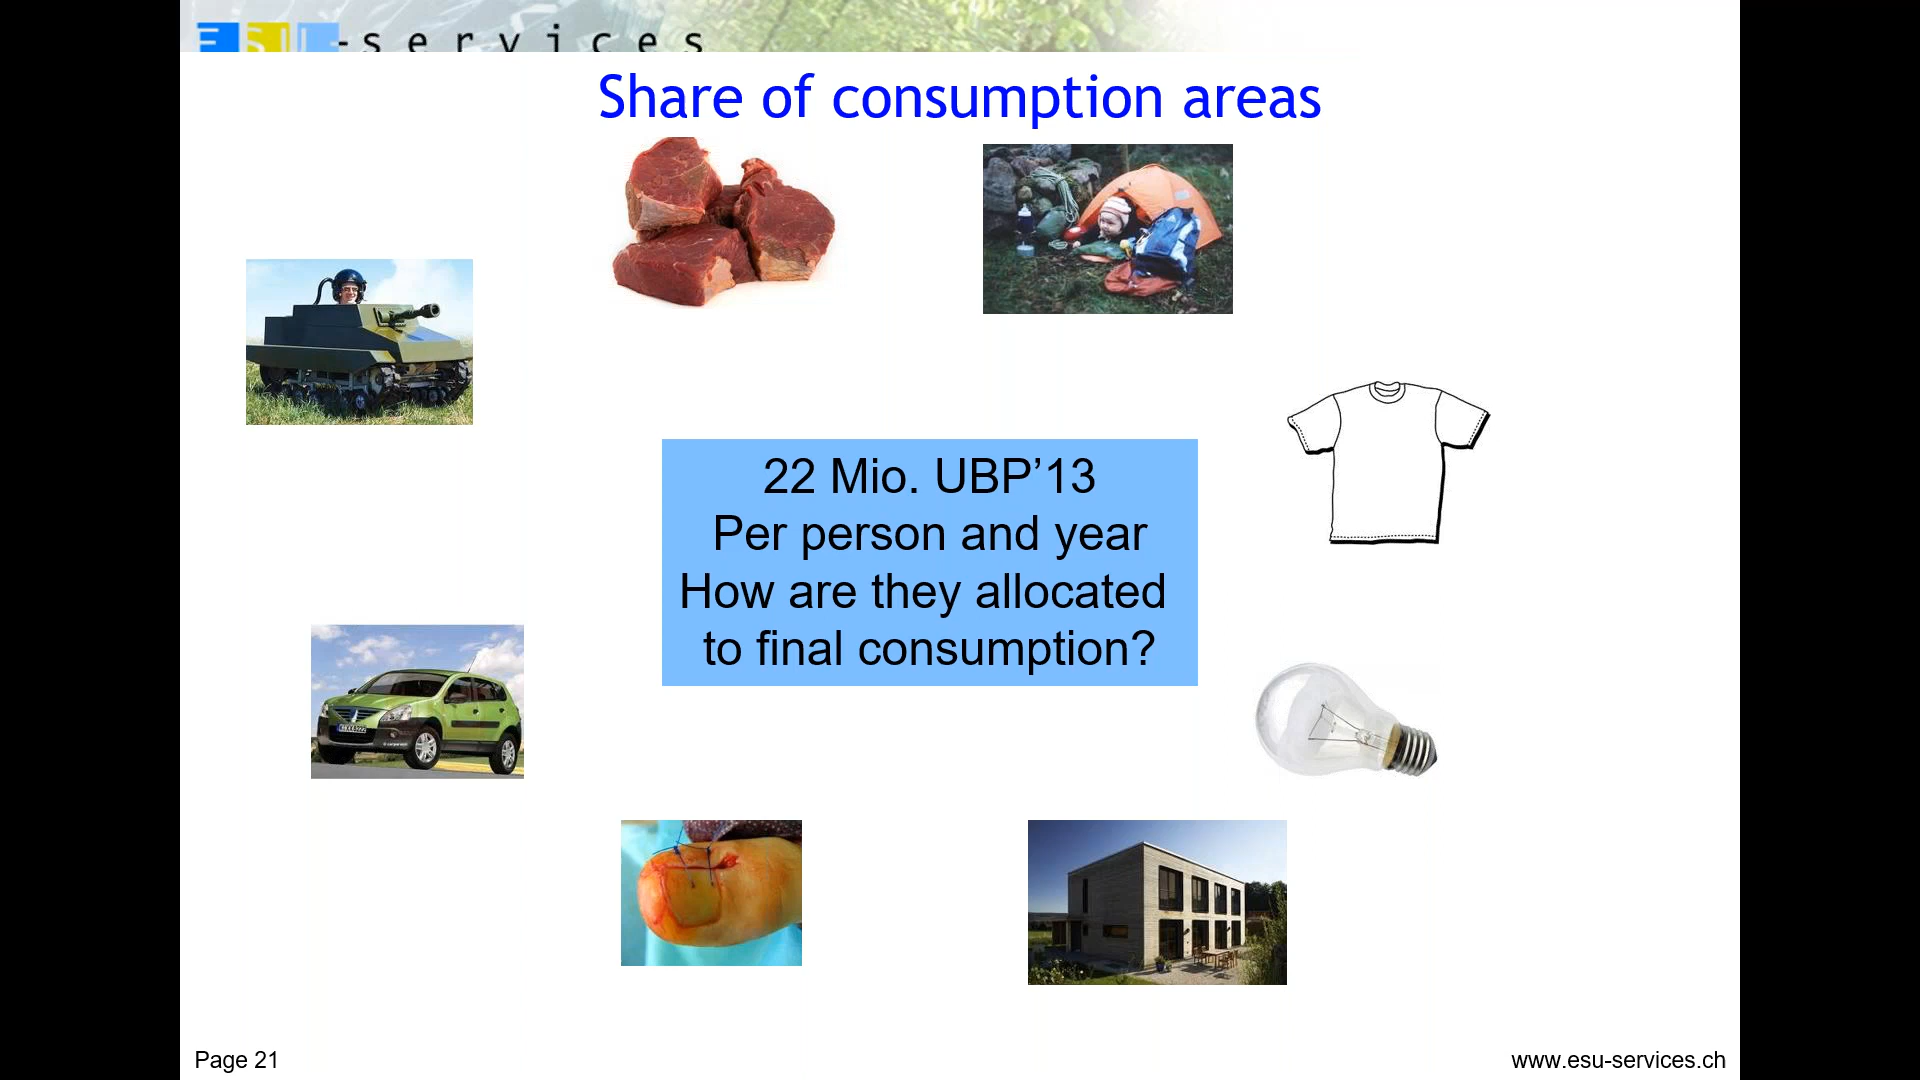 ESU-services
Share of consumption areas
22 Mio. UBP’13
Per person and year
How are they allocated
to final consumption?
Page 21
www.esu-services.ch